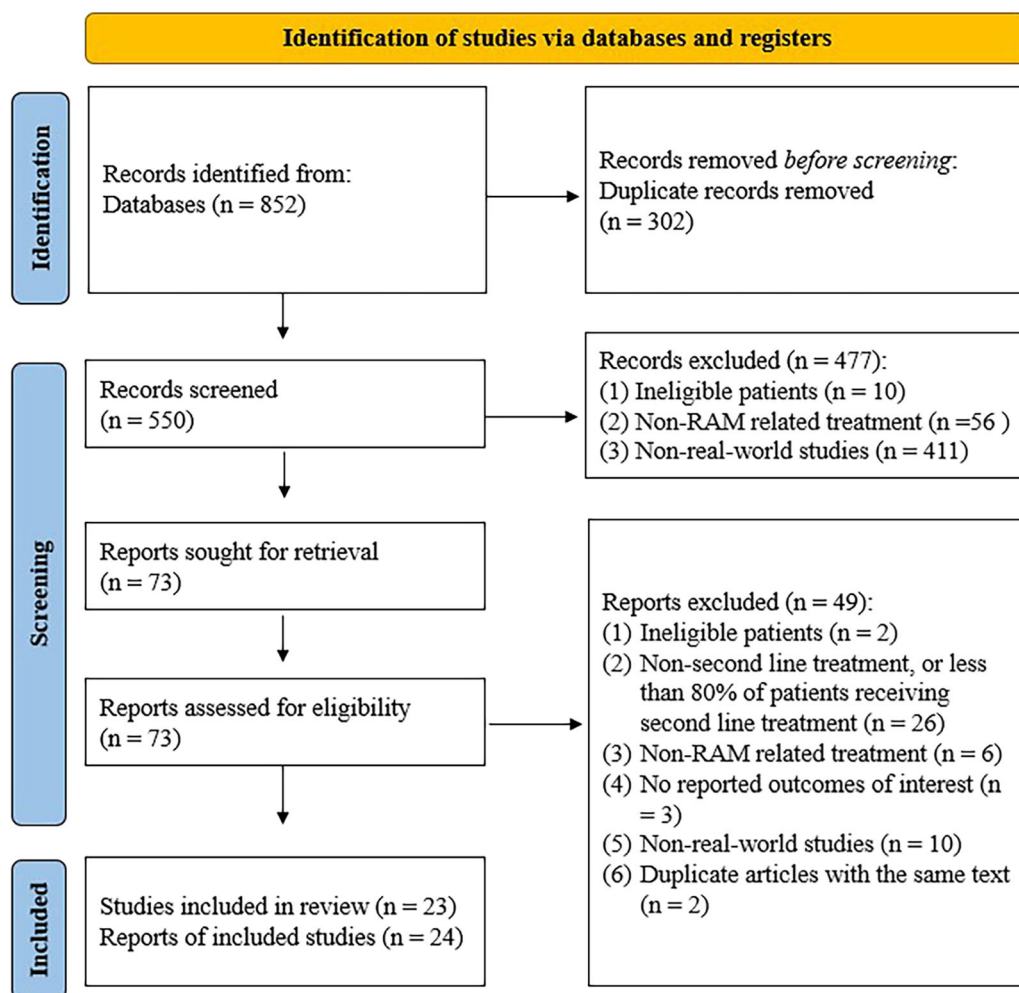 Identification of studies via databases and registers
Identification
Records identified from:
Databases (n = 852)
Records removed before screening:
Duplicate records removed
(n = 302)
Screening
Records screened
(n = 550)
Records excluded (n = 477):
(1) Ineligible patients (n = 10)
(2) Non-RAM related treatment (n =56 )
(3) Non-real-world studies (n = 411)
Reports sought for retrieval
(n = 73)
Reports assessed for eligibility
(n = 73)
Reports excluded (n = 49):
(1) Ineligible patients (n = 2)
(2) Non-second line treatment, or less
than 80% of patients receiving
second line treatment (n = 26)
(3) Non-RAM related treatment (n = 6)
(4) No reported outcomes of interest (n
= 3)
(5) Non-real-world studies (n = 10)
(6) Duplicate articles with the same text
(n = 2)
Included
Studies included in review (n = 23)
Reports of included studies (n = 24)